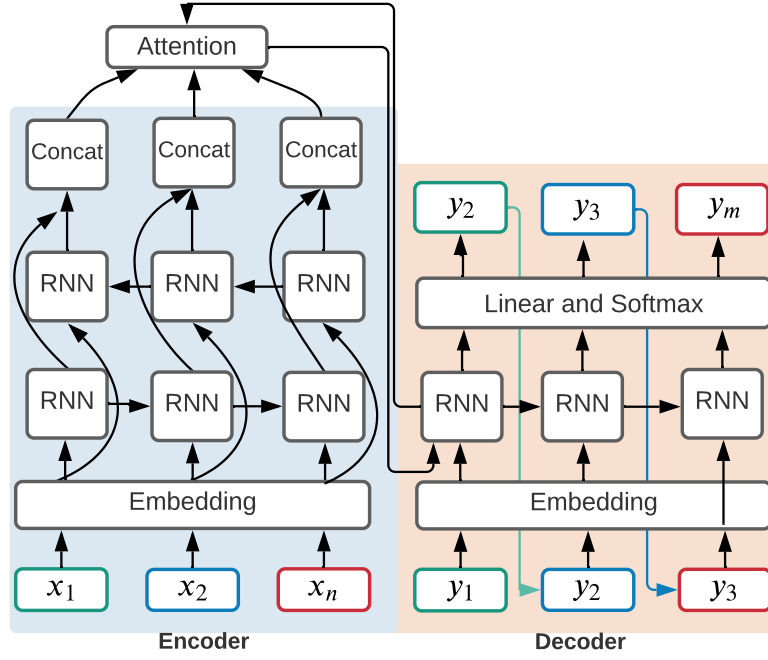 Attention
Concat Concat Concat
y2 y3 ym
RNN RNN RNN
Linear and Softmax
RNN RNN RNN
RNN RNN RNN
Embedding
Embedding
x1 x2 xn
y1 y2 y3
Encoder
Decoder